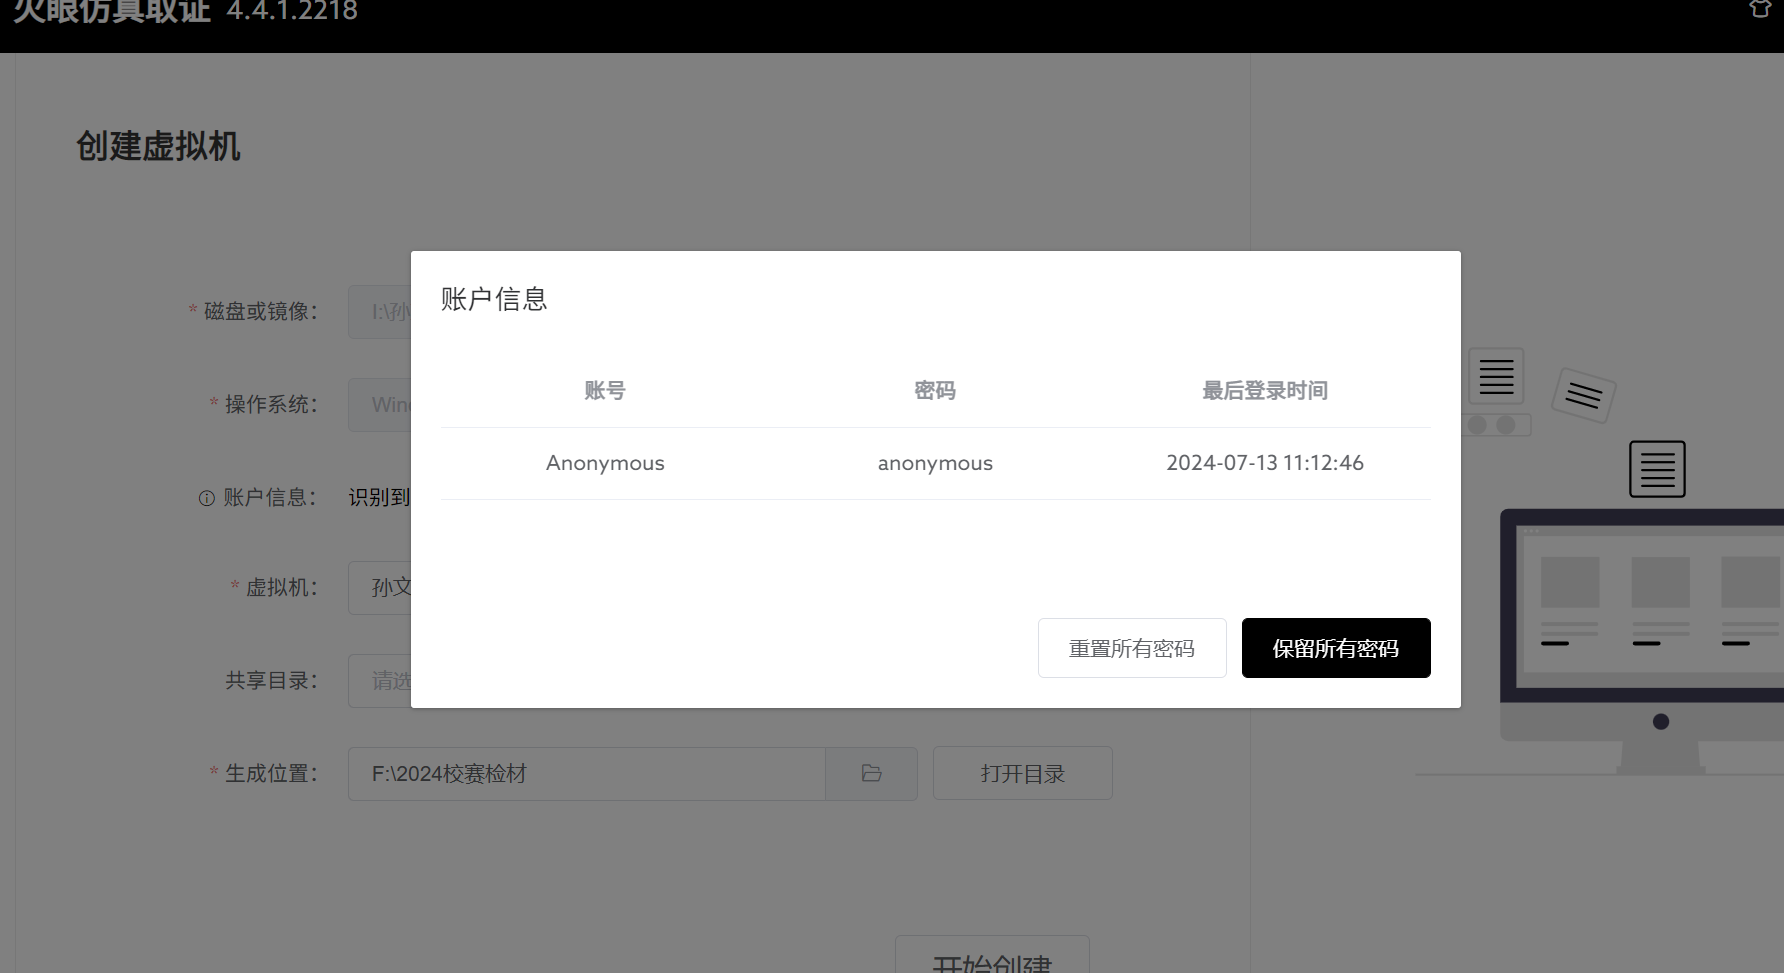 火眼仿真取证 4.4.1.2218
创建虚拟机
* 磁盘或镜像： I:\孙
* 操作系统： Win
账户信息： 识别到
* 虚拟机： 孙文
共享目录： 请选
* 生成位置： F:\2024校赛检材 打开目录
开始创建
账户信息
账号 密码 最后登录时间
Anonymous anonymous 2024-07-13 11:12:46
重置所有密码 保留所有密码